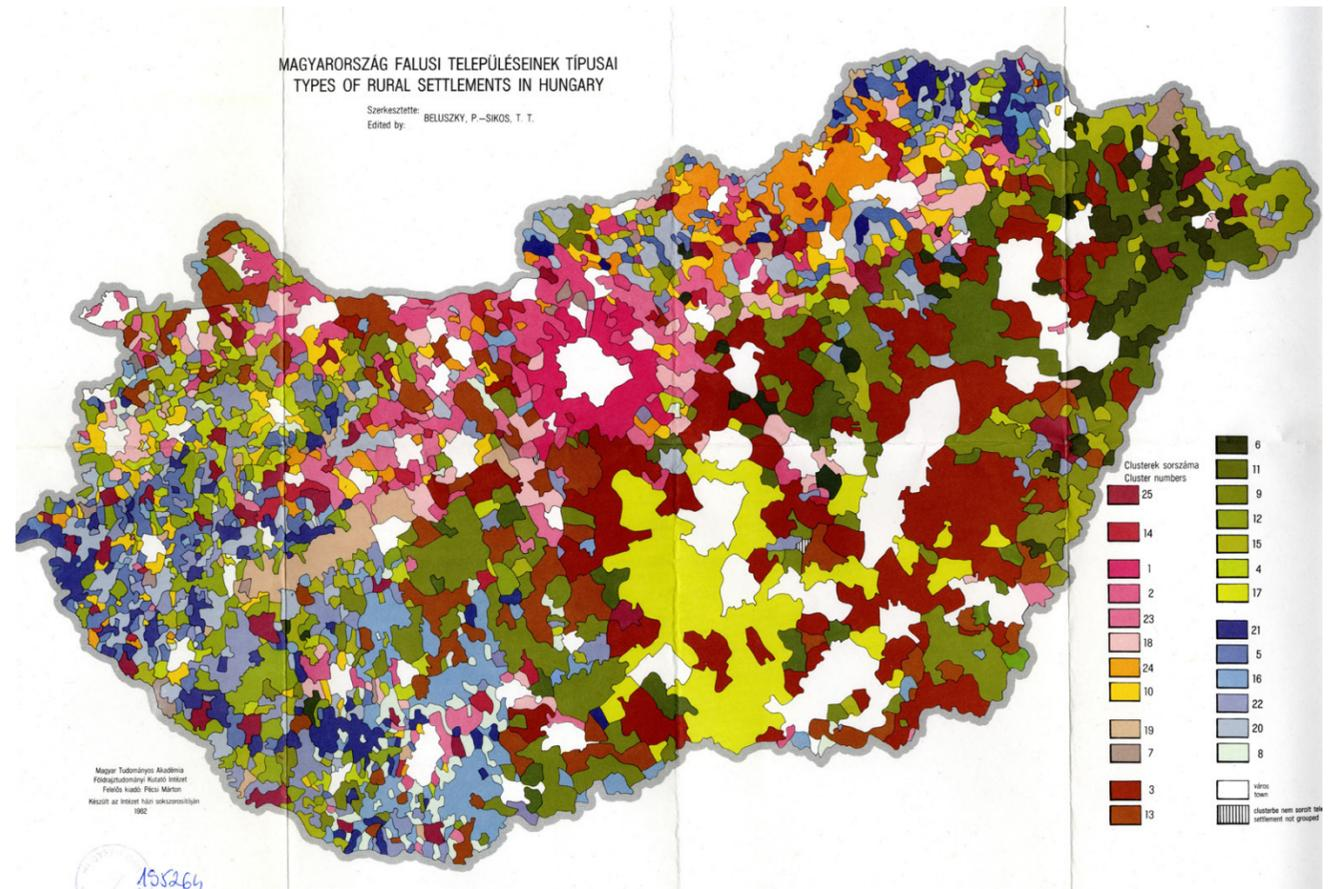 MAGYARORSZÁG FALUSI TELEPÜLÉSEINEK TÍPUSAI
TYPES OF RURAL SETTLEMENTS IN HUNGARY
Szerkesztette:
Edited by:
BELUSZKY, P.–SIKOS, T. T.
Clusterek sorszáma
Cluster numbers
25
14
1
2
23
18
24
10
19
7
3
13
6
11
9
12
15
4
17
21
5
16
22
20
8
város
town
clusterbe nem sorolt tele
settlement not grouped
Magyar Tudományos Akadémia
Földrajztudományi Kutató Intézet
Felelős kiadó: Pécsi Márton
Készült az Intézet házi sokszorosítóján
1982
195264